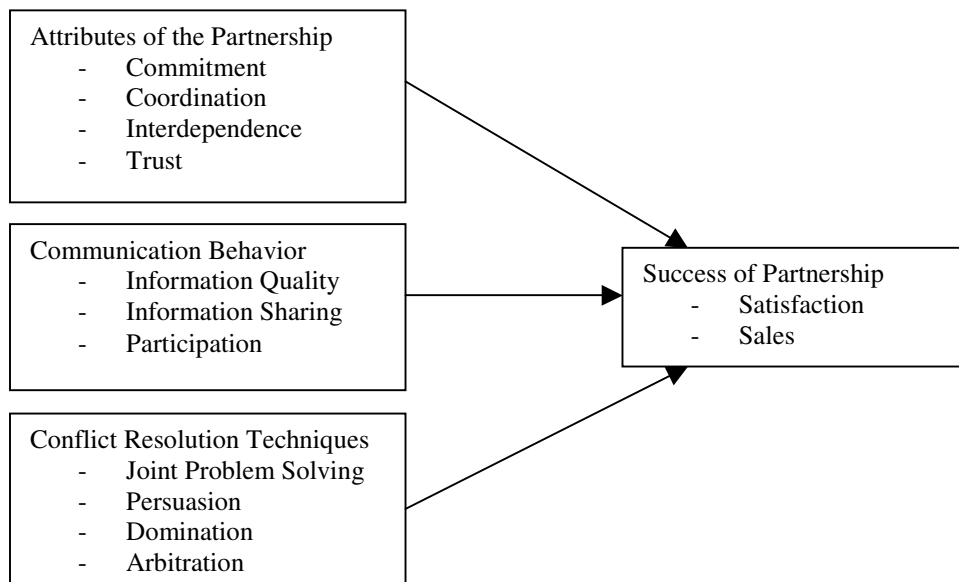 Attributes of the Partnership
- Commitment
- Coordination
- Interdependence
- Trust
Communication Behavior
- Information Quality
- Information Sharing
- Participation
Conflict Resolution Techniques
- Joint Problem Solving
- Persuasion
- Domination
- Arbitration
Success of Partnership
- Satisfaction
- Sales